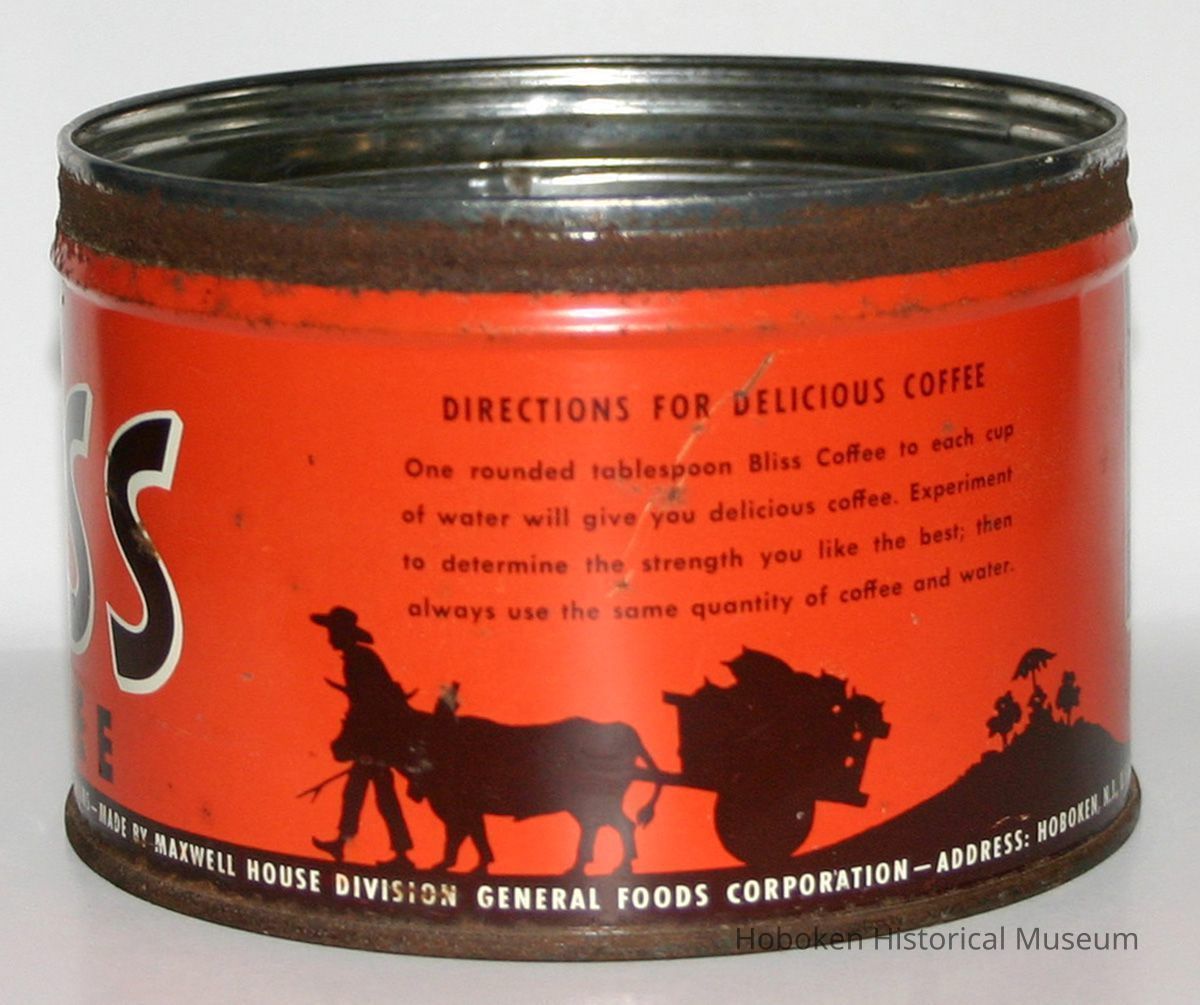 SS
DIRECTIONS FOR DELICIOUS COFFEE
One rounded tablespoon Bliss Coffee to each cup
of water will give you delicious coffee. Experiment
to determine the strength you like the best; then
always use the same quantity of coffee and water.
E
—MADE BY MAXWELL HOUSE DIVISION GENERAL FOODS CORPORATION—ADDRESS: HOBOKEN, N.J.
Hoboken Historical Museum